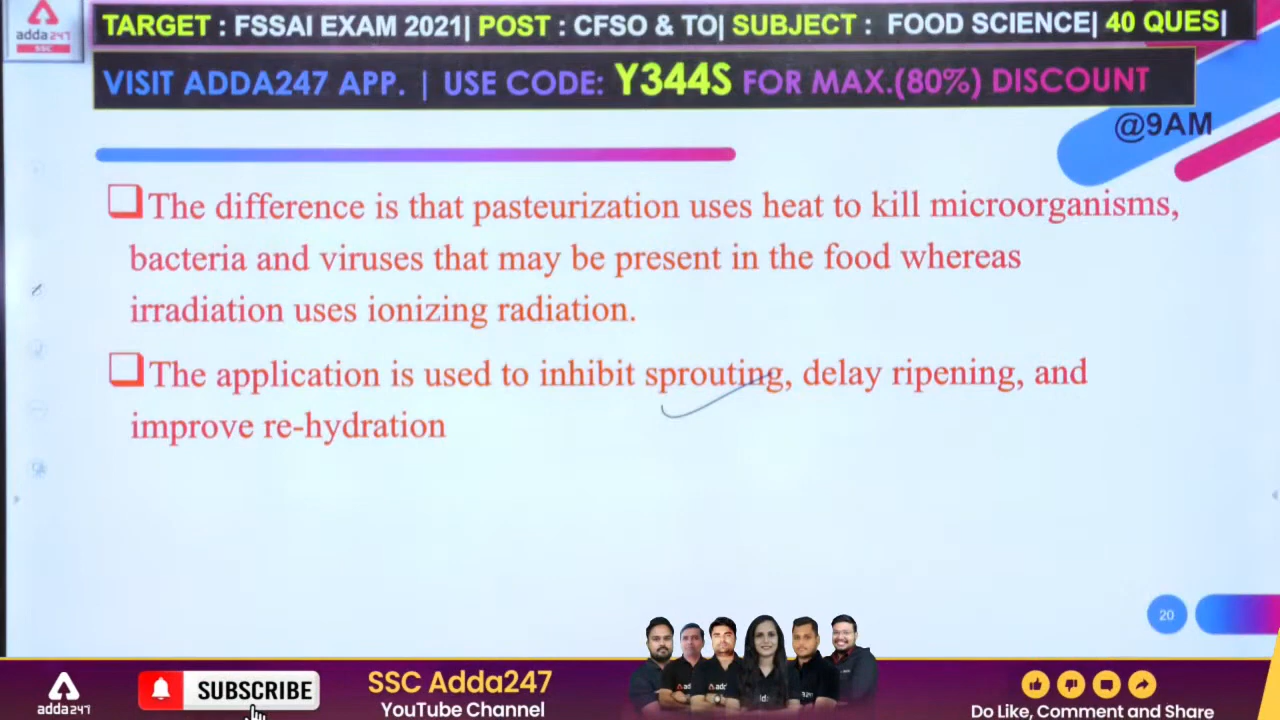 adda247
SSC
TARGET : FSSAI EXAM 2021| POST : CFSO & TO| SUBJECT : FOOD SCIENCE| 40 QUES|
VISIT ADDA247 APP. | USE CODE: Y344S FOR MAX.(80%) DISCOUNT
@9AM
The difference is that pasteurization uses heat to kill microorganisms,
bacteria and viruses that may be present in the food whereas
irradiation uses ionizing radiation.
The application is used to inhibit sprouting, delay ripening, and
improve re-hydration
20
adda247
SUBSCRIBE
SSC Adda247
YouTube Channel
Do Like, Comment and Share